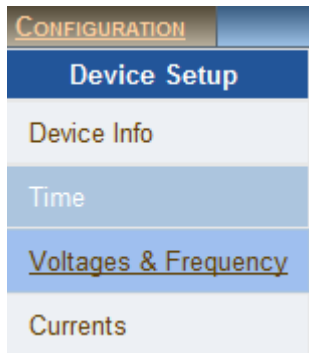 CONFIGURATION
Device Setup
Device Info
Time
Voltages & Frequency
Currents